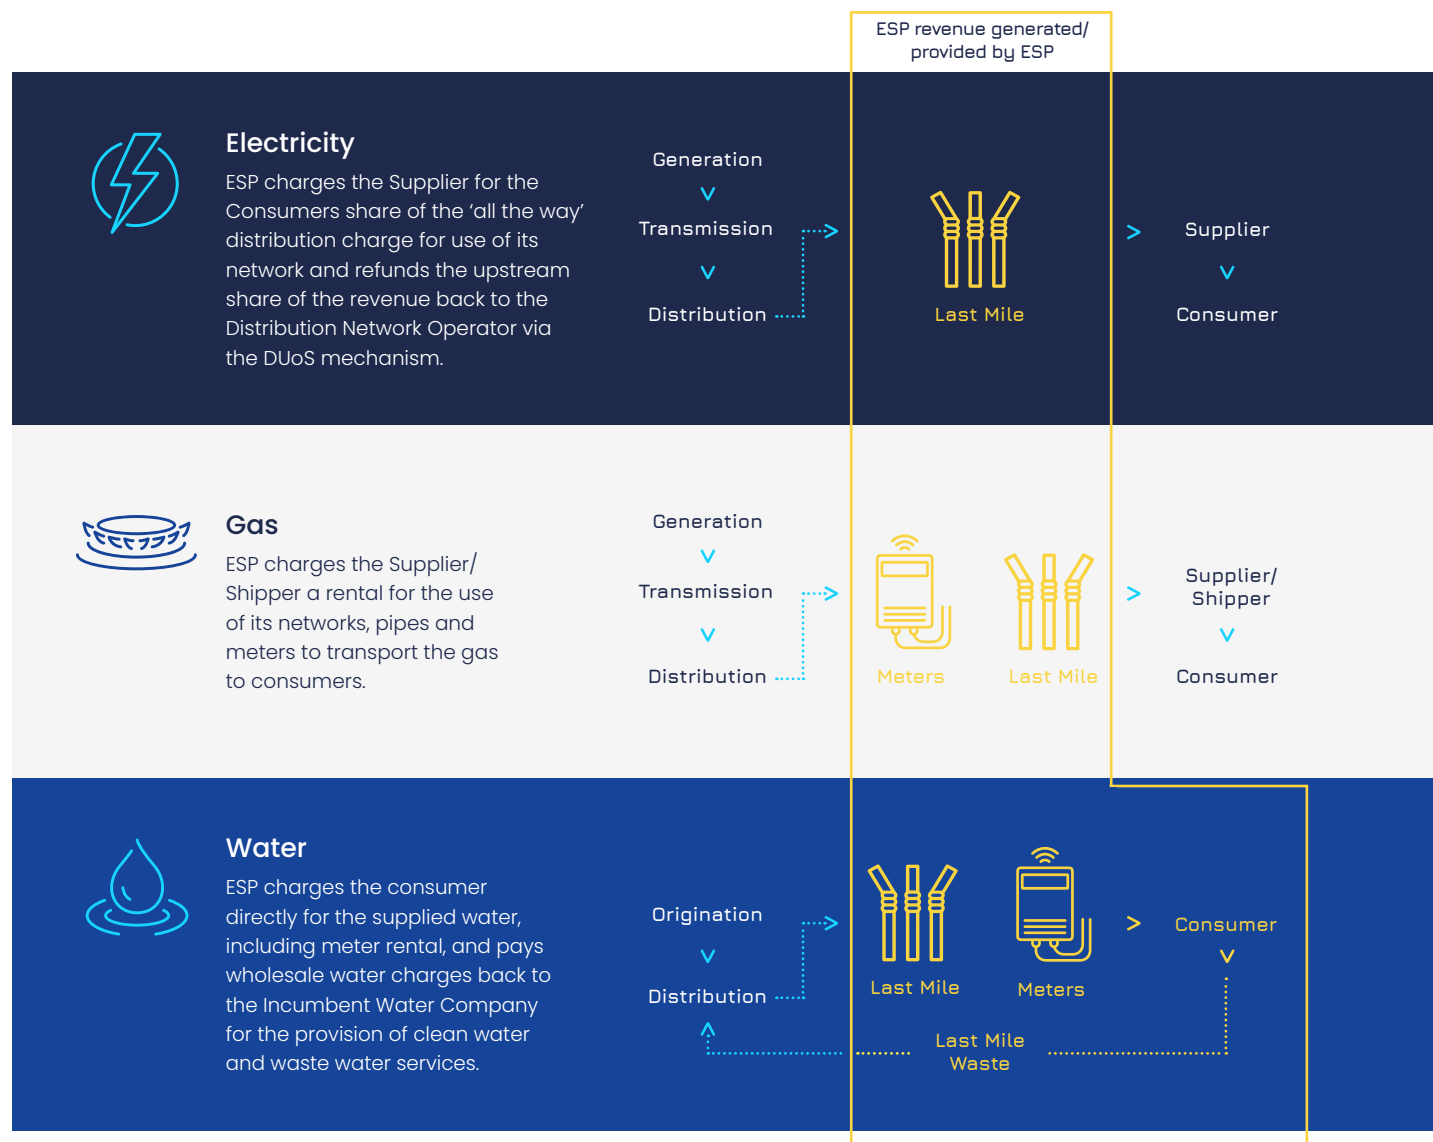 ESP revenue generated/
provided by ESP
Electricity
ESP charges the Supplier for the
Consumers share of the ‘all the way’
distribution charge for use of its
network and refunds the upstream
share of the revenue back to the
Distribution Network Operator via
the DUoS mechanism.
Generation
Transmission
Distribution
Last Mile
Supplier
Consumer
Gas
ESP charges the Supplier/
Shipper a rental for the use
of its networks, pipes and
meters to transport the gas
to consumers.
Generation
Transmission
Distribution
Meters
Last Mile
Supplier/
Shipper
Consumer
Water
ESP charges the consumer
directly for the supplied water,
including meter rental, and pays
wholesale water charges back to
the Incumbent Water Company
for the provision of clean water
and waste water services.
Origination
Distribution
Last Mile
Meters
Consumer
Last Mile
Waste